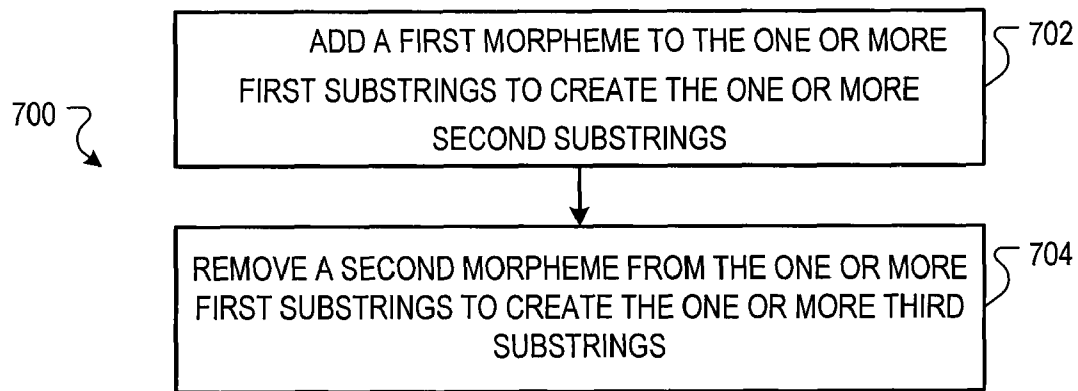 ADD A FIRST MORPHEME TO THE ONE OR MORE
FIRST SUBSTRINGS TO CREATE THE ONE OR MORE
SECOND SUBSTRINGS
702
700
REMOVE A SECOND MORPHEME FROM THE ONE OR MORE
FIRST SUBSTRINGS TO CREATE THE ONE OR MORE THIRD
SUBSTRINGS
704